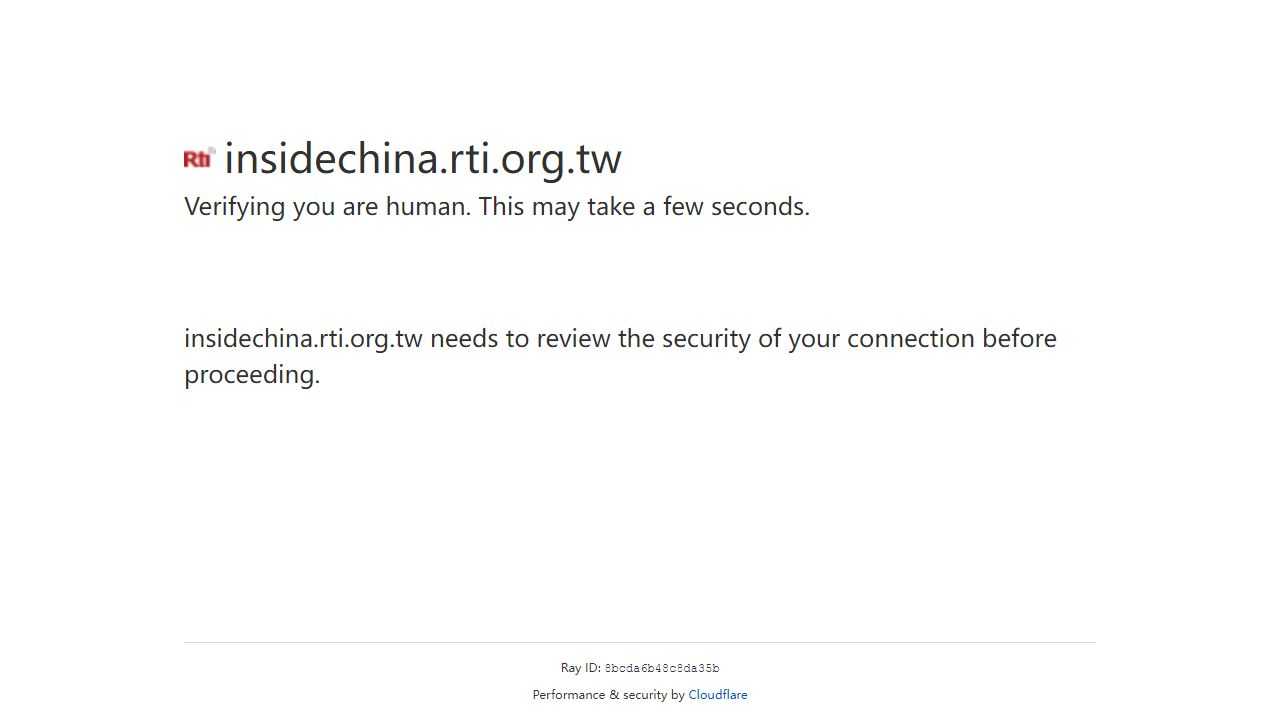 Rti insidechina.rti.org.tw
Verifying you are human. This may take a few seconds.
insidechina.rti.org.tw needs to review the security of your connection before
proceeding.
Ray ID: 8bcda6b48c8da35b
Performance & security by Cloudflare